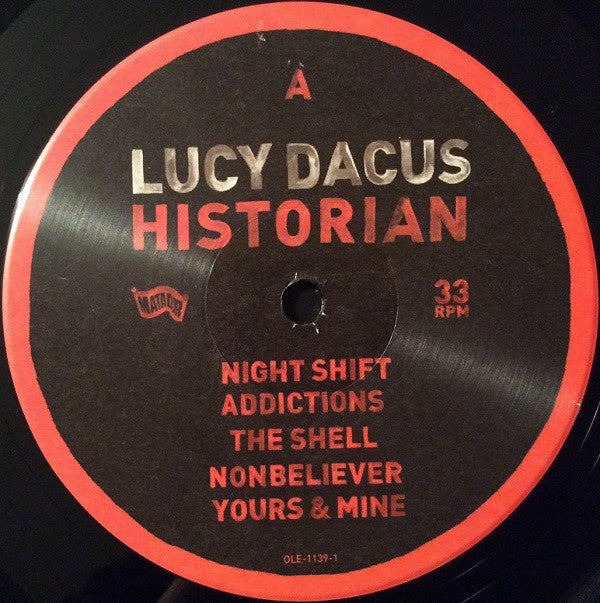 A
LUCY DACUS
HISTORIAN
MATADOR
33
RPM
NIGHT SHIFT
ADDICTIONS
THE SHELL
NONBELIEVER
YOURS & MINE
OLE-1139-1